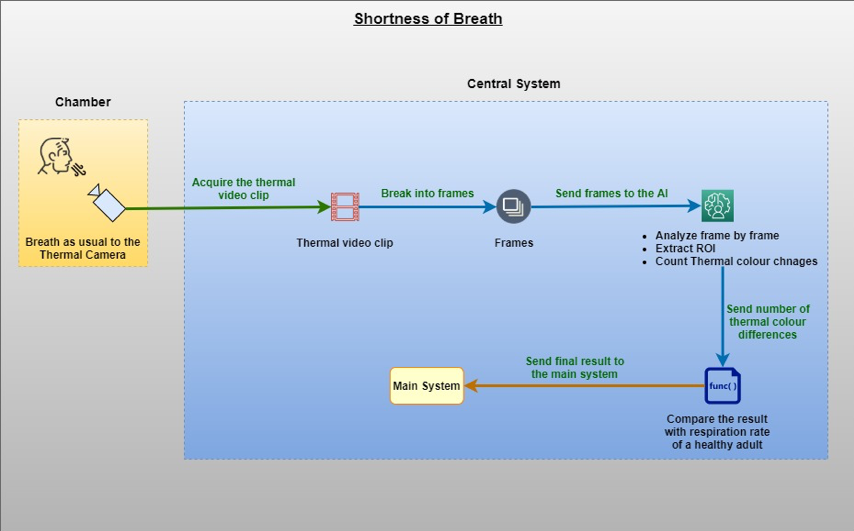 Shortness of Breath
Central System
Chamber
Acquire the thermal
video clip
Break into frames
Send frames to the AI
Breath as usual to the
Thermal Camera
Thermal video clip
Frames
• Analyze frame by frame
• Extract ROI
• Count Thermal colour chnages
Send number of
thermal colour
differences
Send final result to
the main system
Main System
func( )
Compare the result
with respiration rate
of a healthy adult